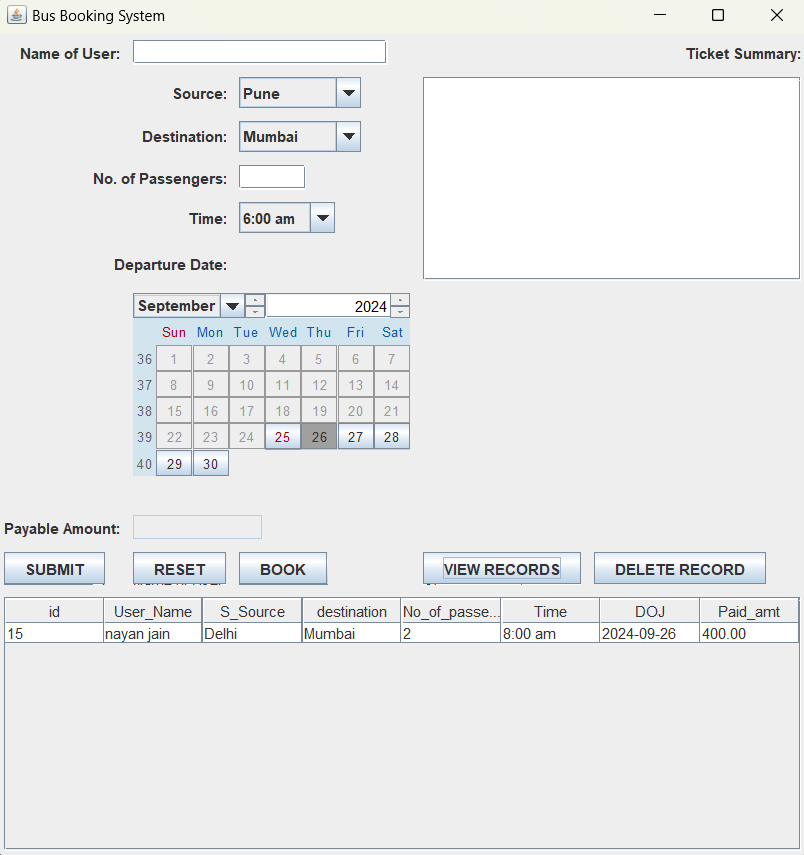 Bus Booking System
Name of User:
Ticket Summary:
Source: Pune
Destination: Mumbai
No. of Passengers:
Time: 6:00 am
Departure Date:
September 2024
Sun Mon Tue Wed Thu Fri Sat
36 1 2 3 4 5 6 7
37 8 9 10 11 12 13 14
38 15 16 17 18 19 20 21
39 22 23 24 25 26 27 28
40 29 30
Payable Amount:
SUBMIT RESET BOOK VIEW RECORDS DELETE RECORD
id User_Name S_Source destination No_of_passe... Time DOJ Paid_amt
15 nayan jain Delhi Mumbai 2 8:00 am 2024-09-26 400.00